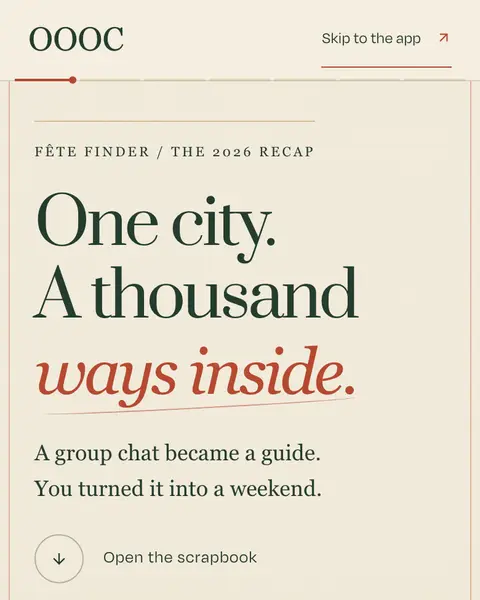 OOOC
Skip to the app
FÊTE FINDER / THE 2026 RECAP
One city.
A thousand
ways inside.
A group chat became a guide.
You turned it into a weekend.
Open the scrapbook